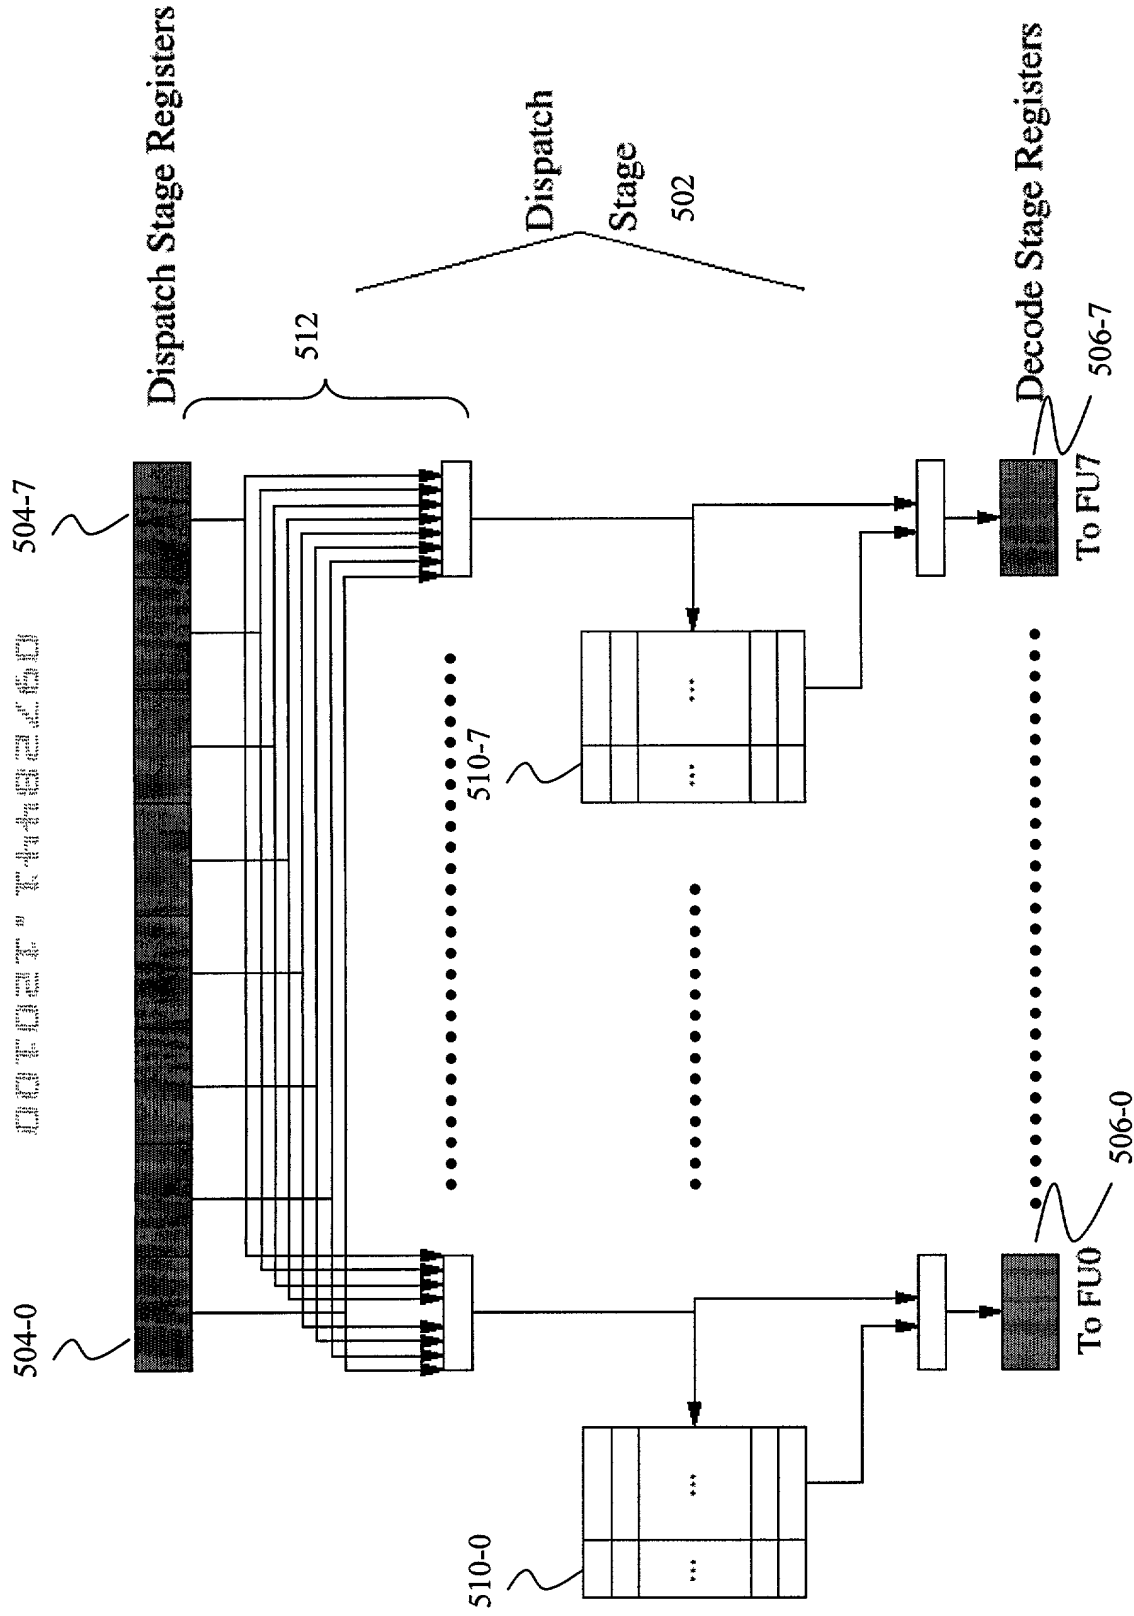 504-0
504-7
Dispatch Stage Registers
512
510-0
510-7
Dispatch
Stage
502
Decode Stage Registers
To FU0
To FU7
506-0
506-7